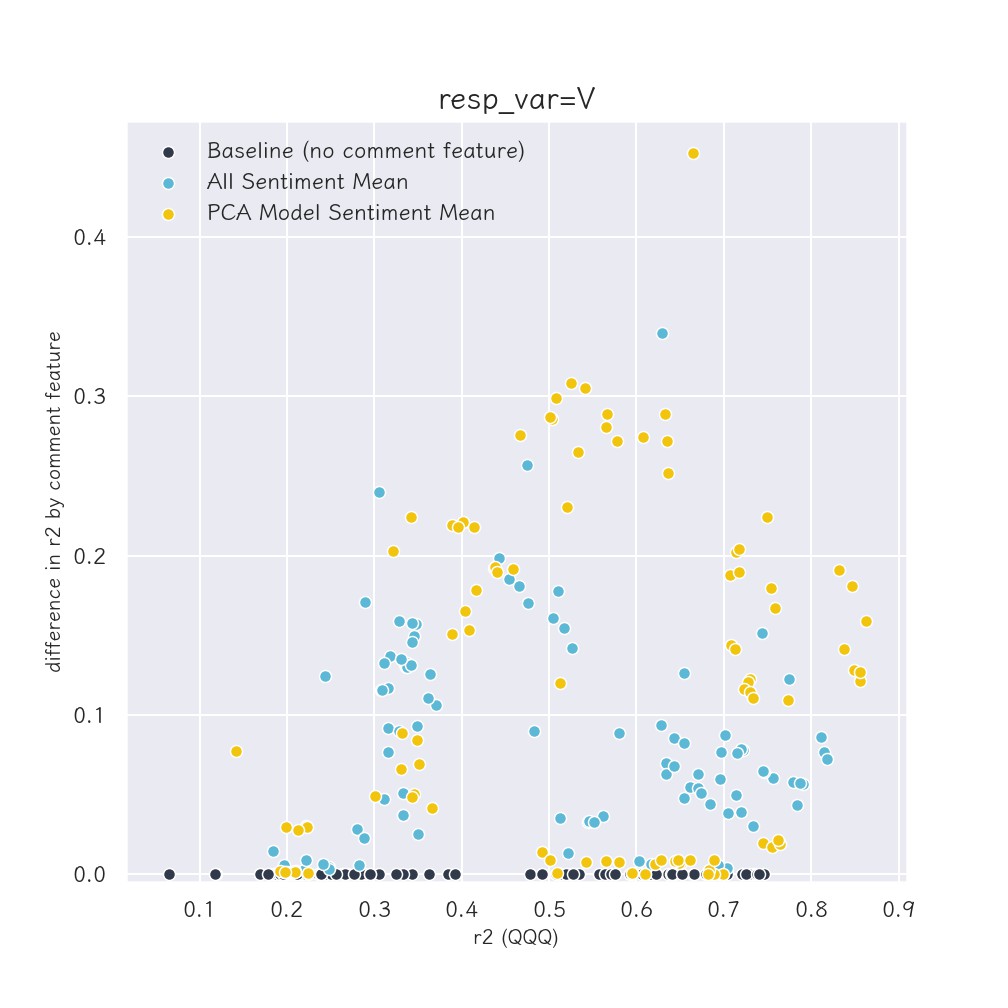 resp_var=V
Baseline (no comment feature)
All Sentiment Mean
PCA Model Sentiment Mean
difference in r2 by comment feature
0.4
0.3
0.2
0.1
0.0
0.1 0.2 0.3 0.4 0.5 0.6 0.7 0.8 0.9
r2 (QQQ)